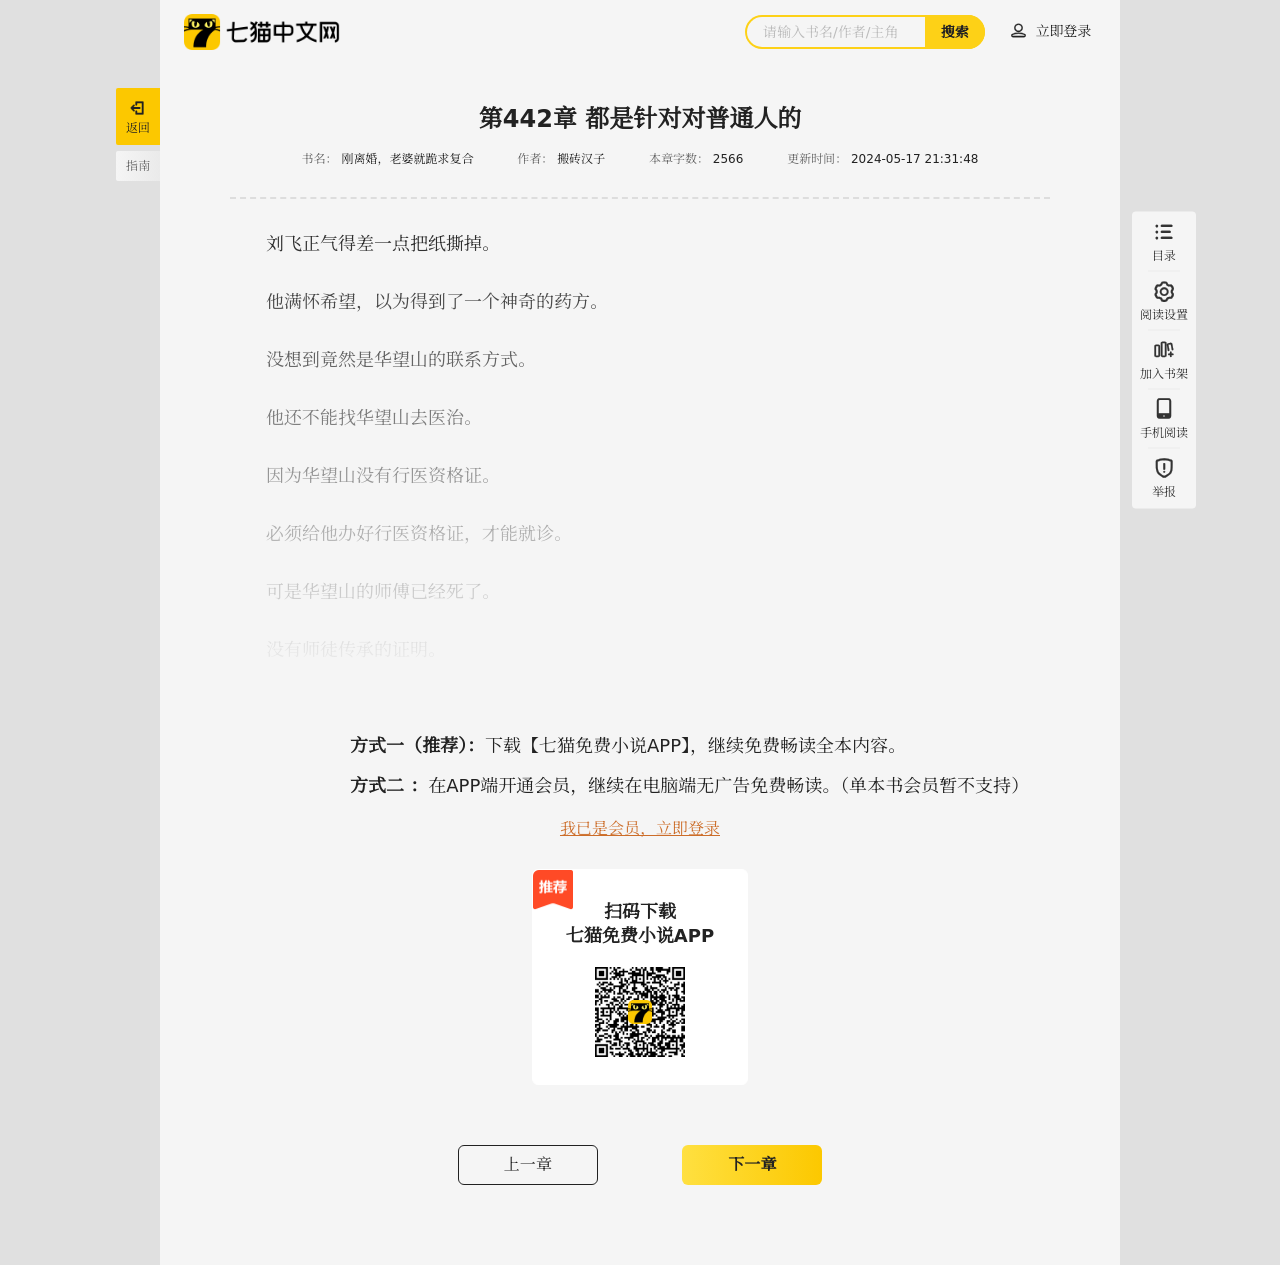 七猫中文网
请输入书名/作者/主角
搜索
立即登录
返回
指南
第442章 都是针对对普通人的
书名： 刚离婚，老婆就跪求复合 作者： 搬砖汉子 本章字数： 2566 更新时间： 2024-05-17 21:31:48
刘飞正气得差一点把纸撕掉。
他满怀希望，以为得到了一个神奇的药方。
没想到竟然是华望山的联系方式。
他还不能找华望山去医治。
因为华望山没有行医资格证。
必须给他办好行医资格证，才能就诊。
可是华望山的师傅已经死了。
没有师徒传承的证明。
目录
阅读设置
加入书架
手机阅读
举报
方式一（推荐）：下载【七猫免费小说APP】，继续免费畅读全本内容。
方式二 ：在APP端开通会员，继续在电脑端无广告免费畅读。（单本书会员暂不支持）
我已是会员，立即登录
推荐
扫码下载
七猫免费小说APP
上一章
下一章